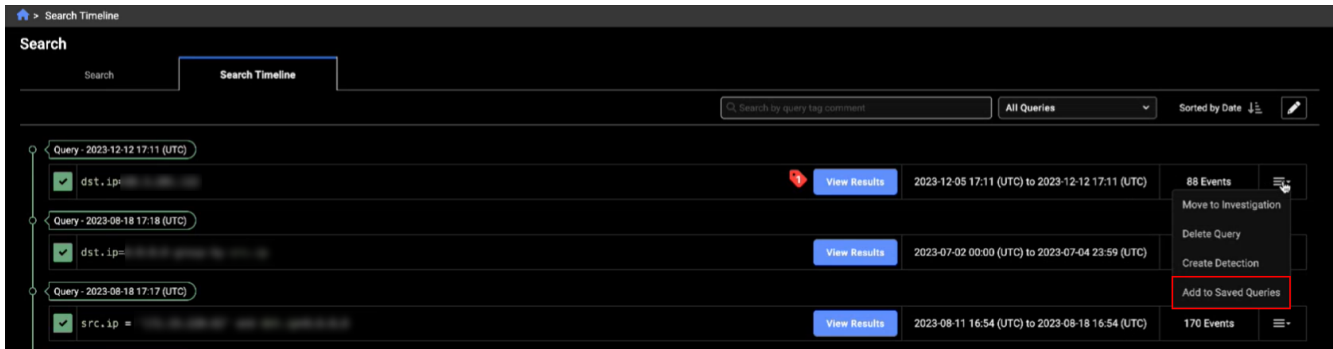 > Search Timeline
Search
Search Search Timeline
Search by query tag comment All Queries Sorted by Date
Query - 2023-12-12 17:11 (UTC)
dst.ip 1 View Results 2023-12-05 17:11 (UTC) to 2023-12-12 17:11 (UTC) 88 Events
Move to Investigation
Query - 2023-08-18 17:18 (UTC)
Delete Query
dst.ip= View Results 2023-07-02 00:00 (UTC) to 2023-07-04 23:59 (UTC)
Create Detection
Query - 2023-08-18 17:17 (UTC)
Add to Saved Queries
src.ip = View Results 2023-08-11 16:54 (UTC) to 2023-08-18 16:54 (UTC) 170 Events